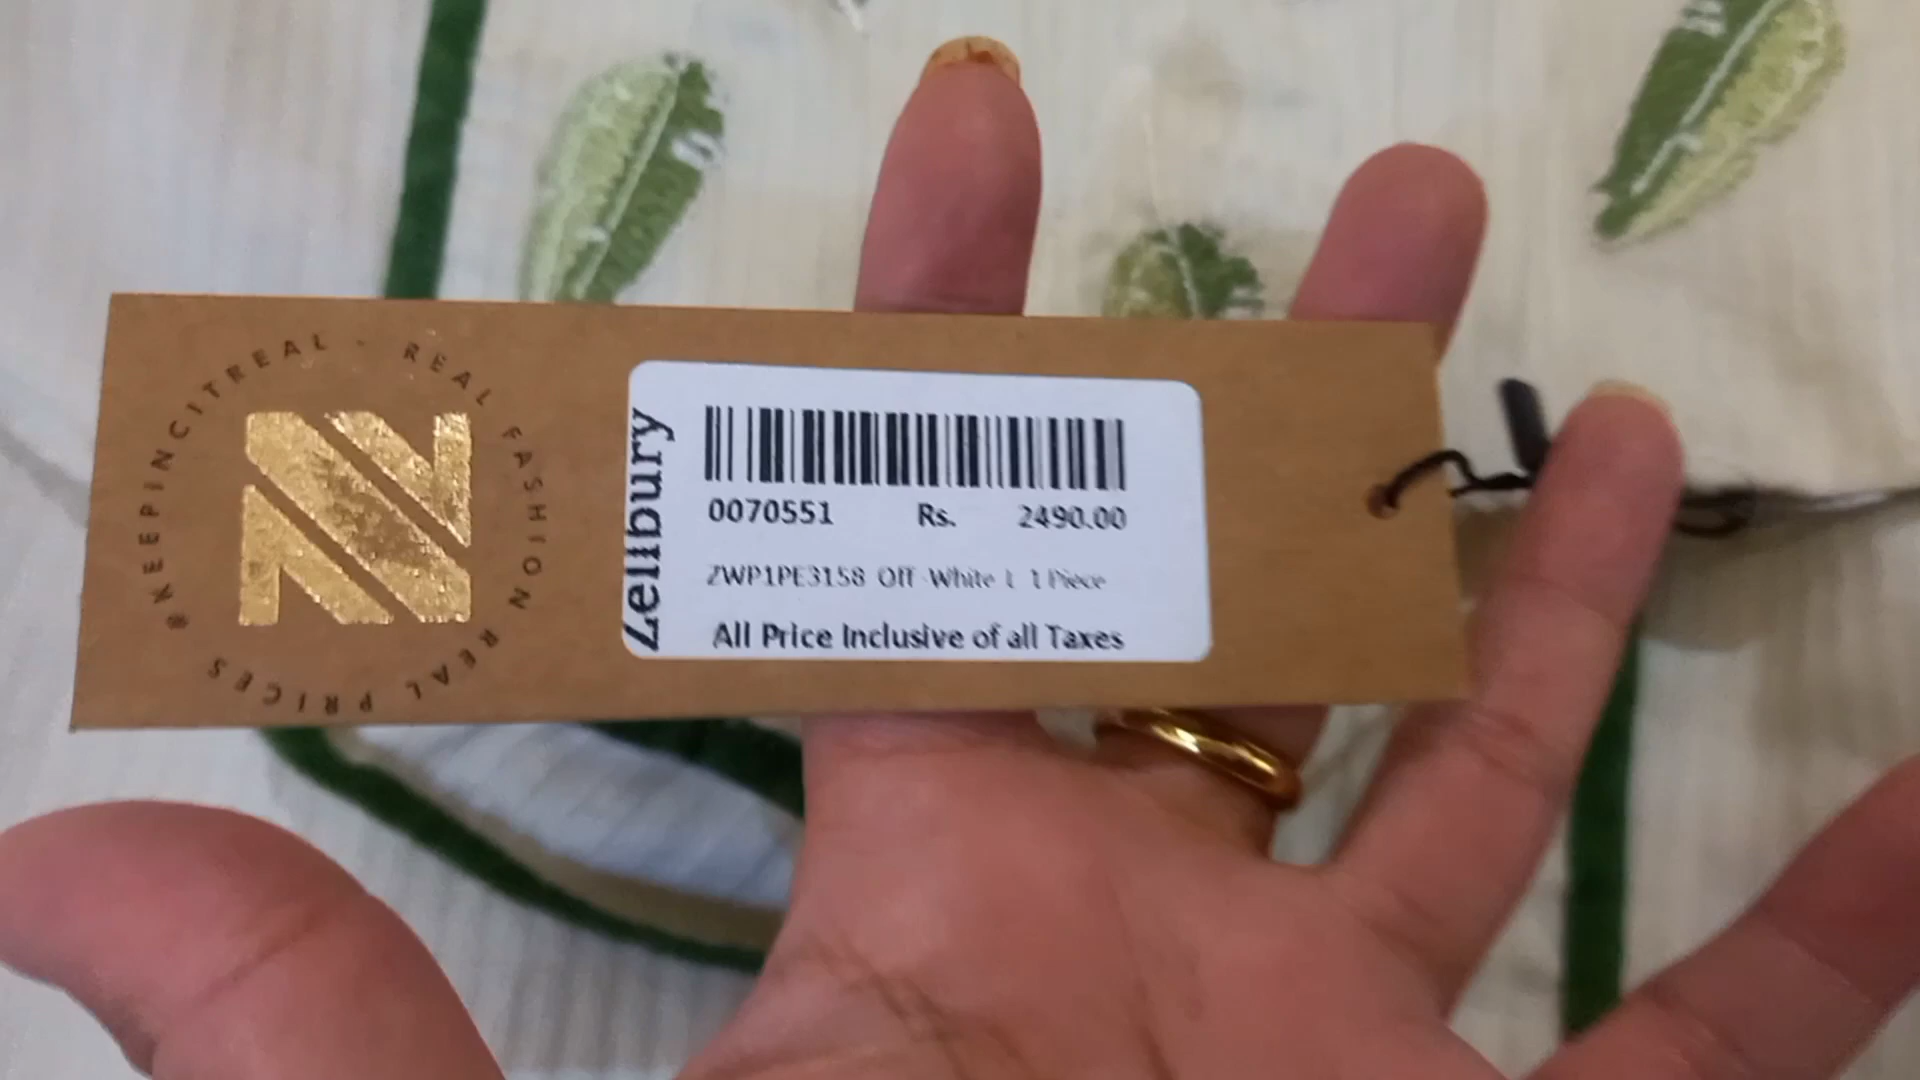 #KEEPINCITREAL · REAL FASHION REAL PRICES
Zellbury
0070551 Rs. 2490.00
ZWP1PE3158 Off-White L 1 Piece
All Price Inclusive of all Taxes